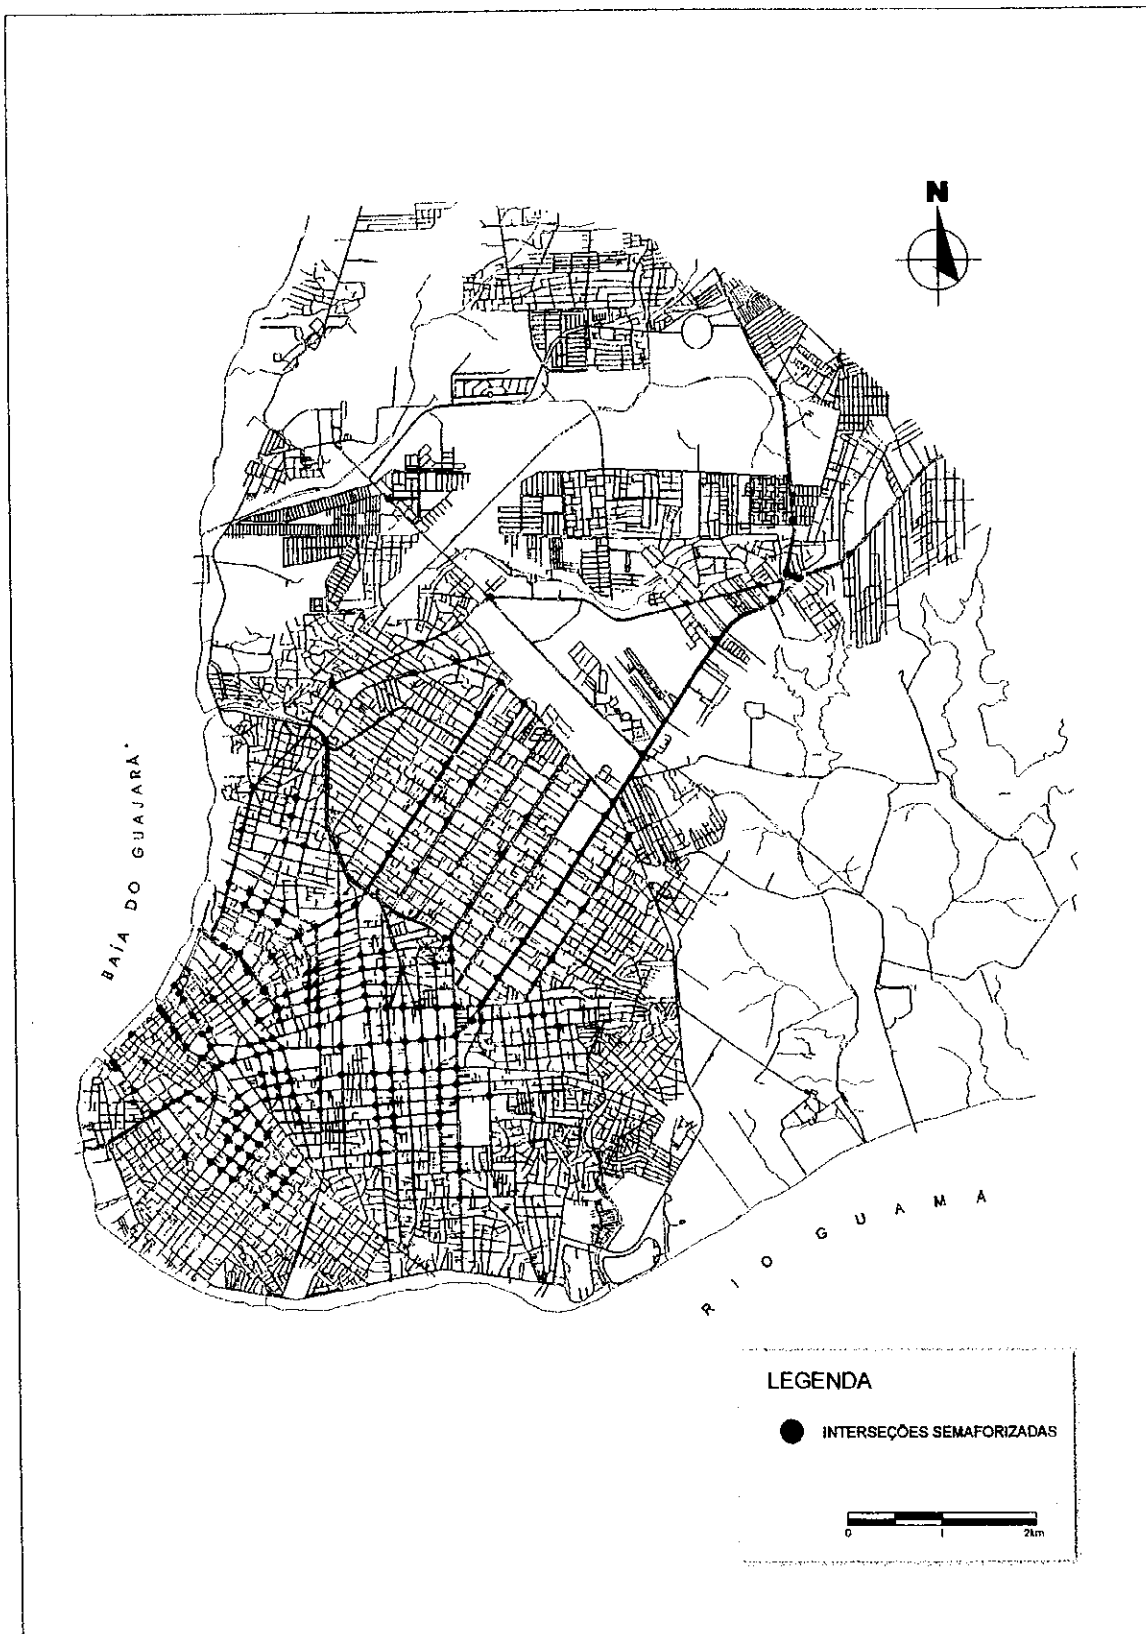 N
BAÍA DO GUAJARÁ
RIO GUAMÁ
LEGENDA
INTERSEÇÕES SEMAFORIZADAS
0 1 2km